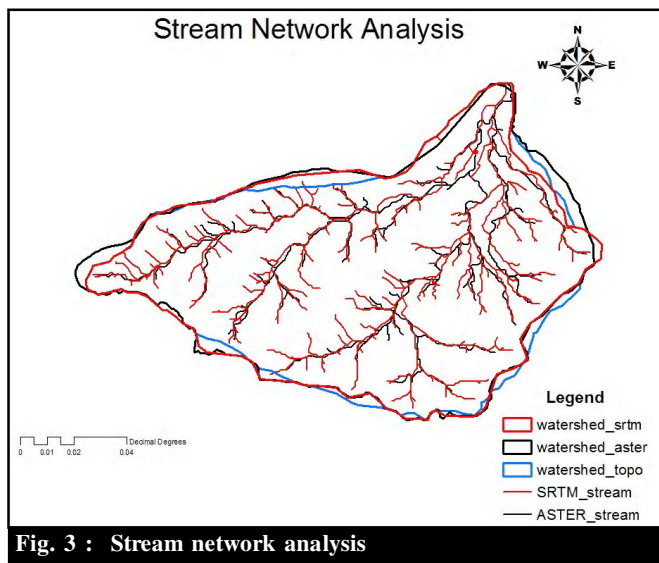 Stream Network Analysis
N
W E
S
Legend
watershed_srtm
watershed_aster
watershed_topo
SRTM_stream
ASTER_stream
Decimal Degrees
0 0.01 0.02 0.04
Fig. 3 : Stream network analysis